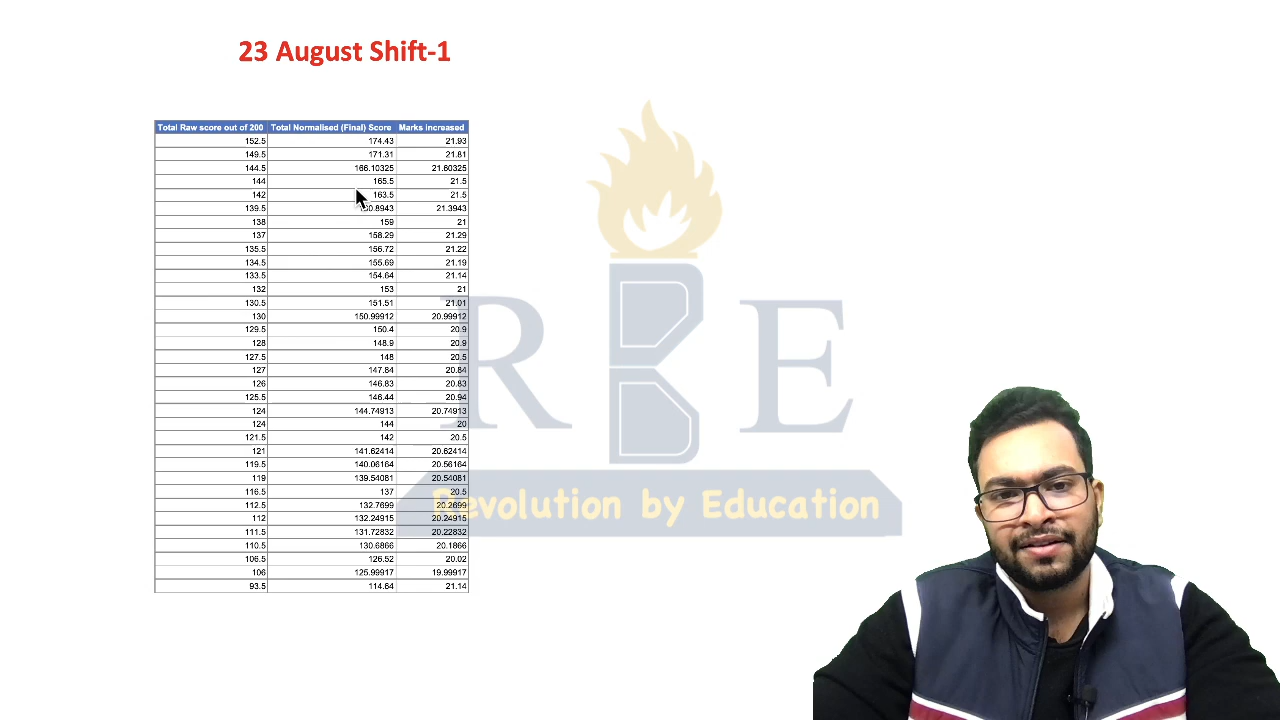 23 August Shift-1
Total Raw score out of 200 Total Normalised (Final) Score Marks Increased
152.5 174.43 21.93
149.5 171.31 21.81
144.5 166.10325 21.60325
144 165.5 21.5
142 163.5 21.5
139.5 21.3943
138 159 21
137 158.29 21.29
135.5 156.72 21.22
134.5 155.69 21.19
133.5 154.64 21.14
132 153 21
130.5 151.51 21.01
130 150.99912 20.99912
129.5 150.4 20.9
128 148.9 20.9
127.5 148 20.5
127 147.84 20.84
126 146.83 20.83
125.5 146.44 20.94
124 144.74913 20.74913
124 144 20
121.5 142 20.5
121 141.62414 20.62414
119.5 140.06164 20.56164
119 139.54081 20.54081
116.5 137 20.5
112.5 132.7699 20.2699
112 132.24915 20.24915
111.5 131.72832 20.22832
110.5 130.6866 20.1866
106.5 126.52 20.02
106 125.99917 19.99917
93.5 114.64 21.14
RBE
Revolution by Education